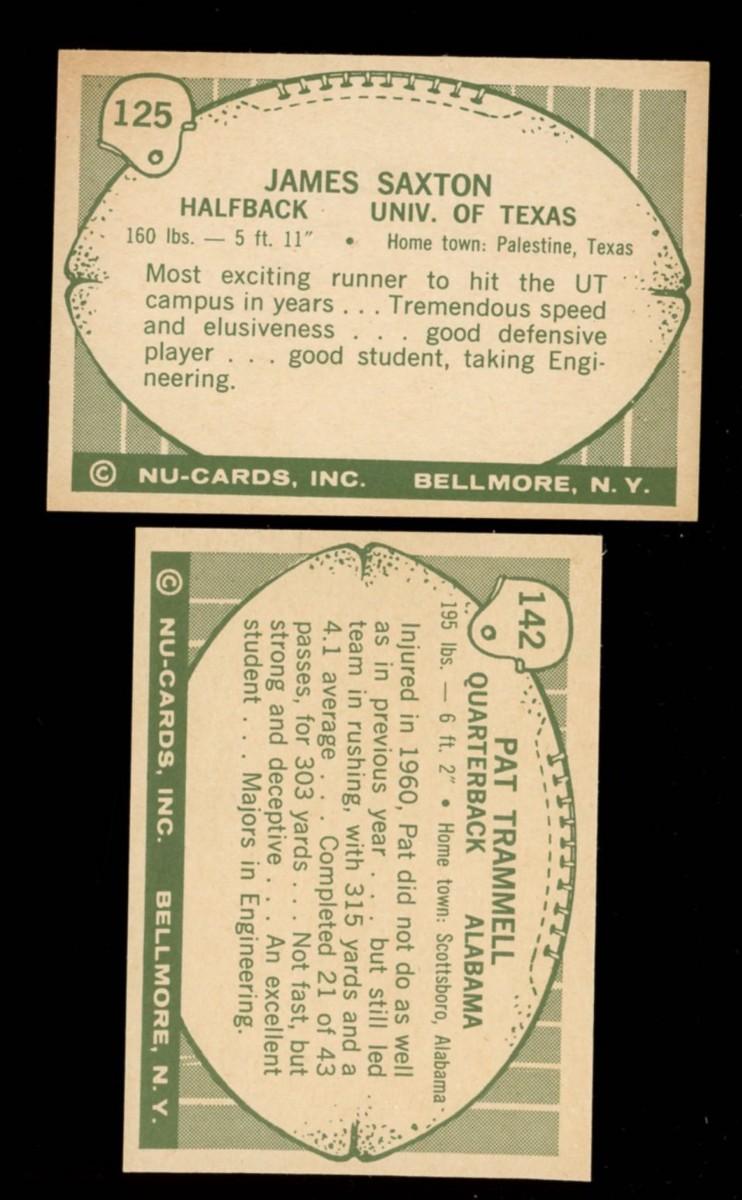 125
JAMES SAXTON
HALFBACK UNIV. OF TEXAS
160 lbs. — 5 ft. 11" • Home town: Palestine, Texas
Most exciting runner to hit the UT
campus in years . . . Tremendous speed
and elusiveness . . . good defensive
player . . . good student, taking Engi-
neering.
© NU-CARDS, INC. BELLMORE, N. Y.
142
PAT TRAMMELL
QUARTERBACK ALABAMA
195 lbs. — 6 ft. 2" • Home town: Scottsboro, Alabama
Injured in 1960, Pat did not do as well
as in previous year . . . but still led
team in rushing, with 315 yards and a
4.1 average . . . Completed 21 of 43
passes, for 303 yards . . . Not fast, but
strong and deceptive . . . An excellent
student . . . Majors in Engineering.
© NU-CARDS, INC. BELLMORE, N. Y.